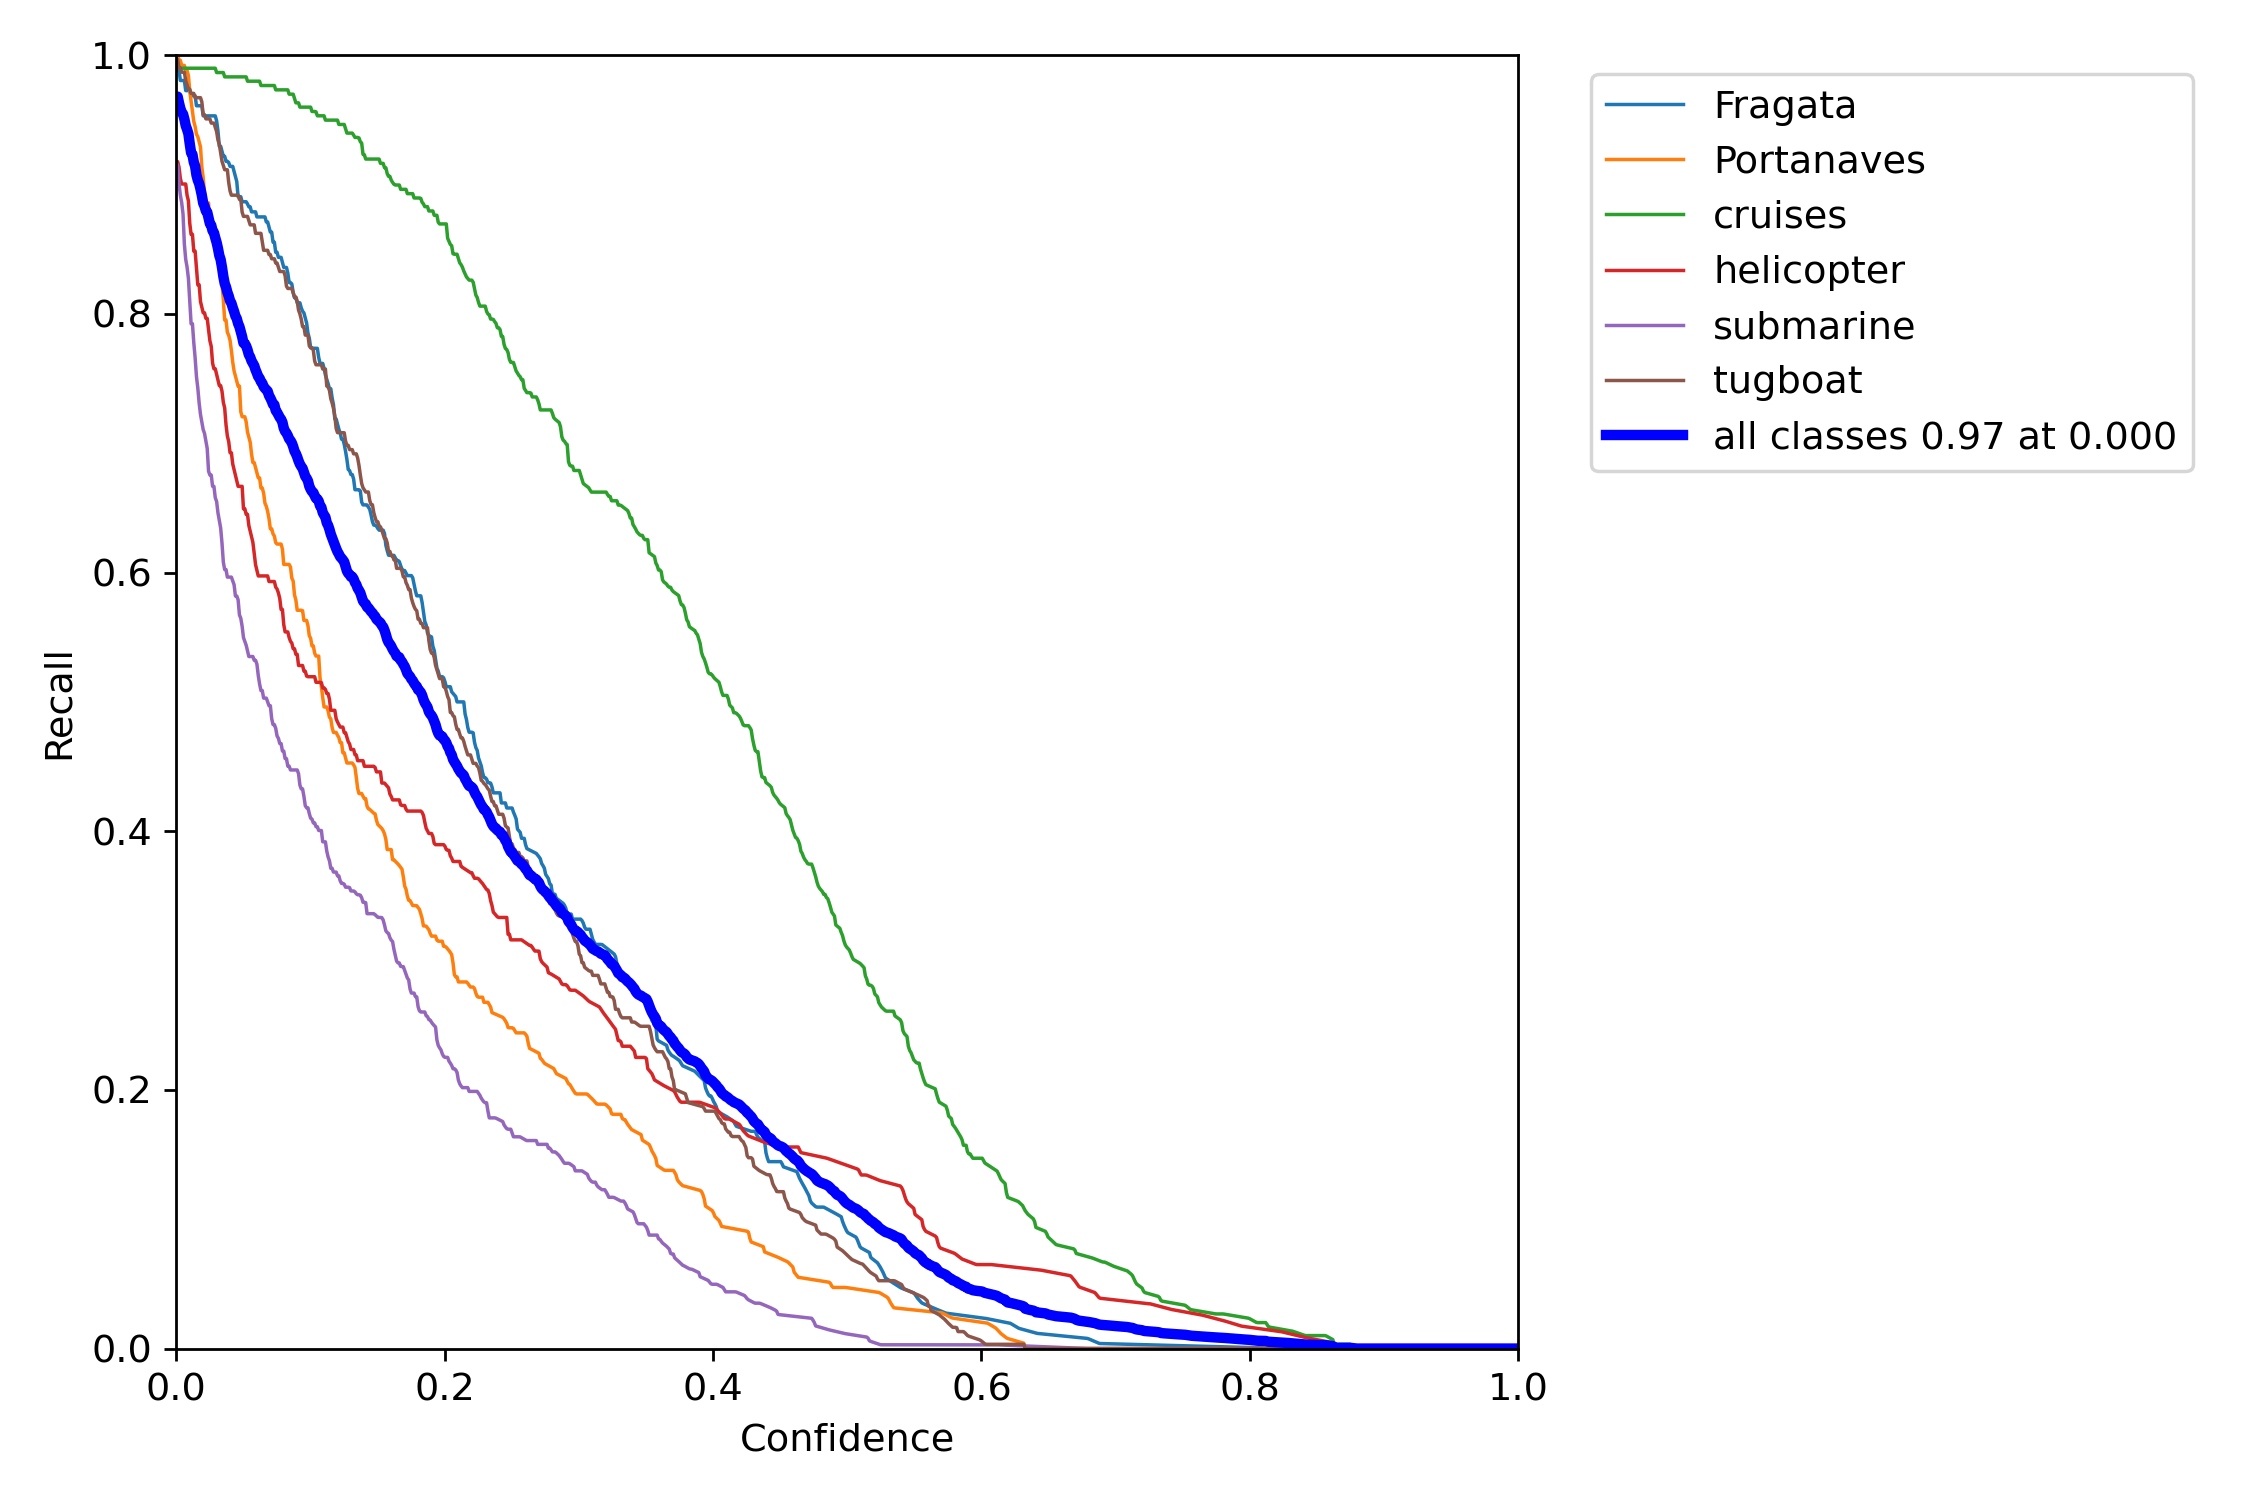 1.0
0.8
0.6
0.4
0.2
0.0
Recall
0.0 0.2 0.4 0.6 0.8 1.0
Confidence
Fragata
Portanaves
cruises
helicopter
submarine
tugboat
all classes 0.97 at 0.000